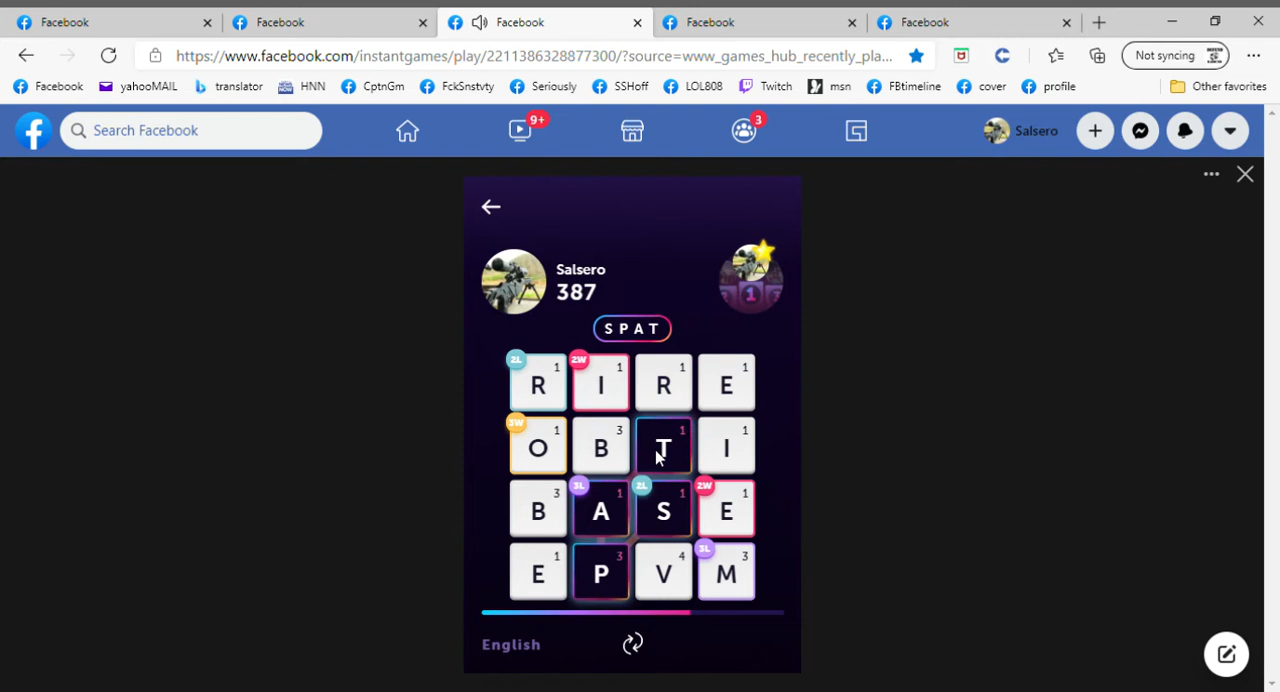 Facebook Facebook Facebook Facebook Facebook
https://www.facebook.com/instantgames/play/2211386328877300/?source=www_games_hub_recently_pla... Not syncing
Facebook yahooMAIL translator HNN CptnGm FckSnstvty Seriously SSHoff LOL808 Twitch msn FBtimeline cover profile Other favorites
Search Facebook 9+ 3 Salsero
Salsero
387
1
SPAT
2L R 1 2W I 1 R 1 E 1
3W O 1 B 3 T 1 I 1
B 3 3L A 1 2L S 1 2W E 1
E 1 P 3 V 4 3L M 3
English